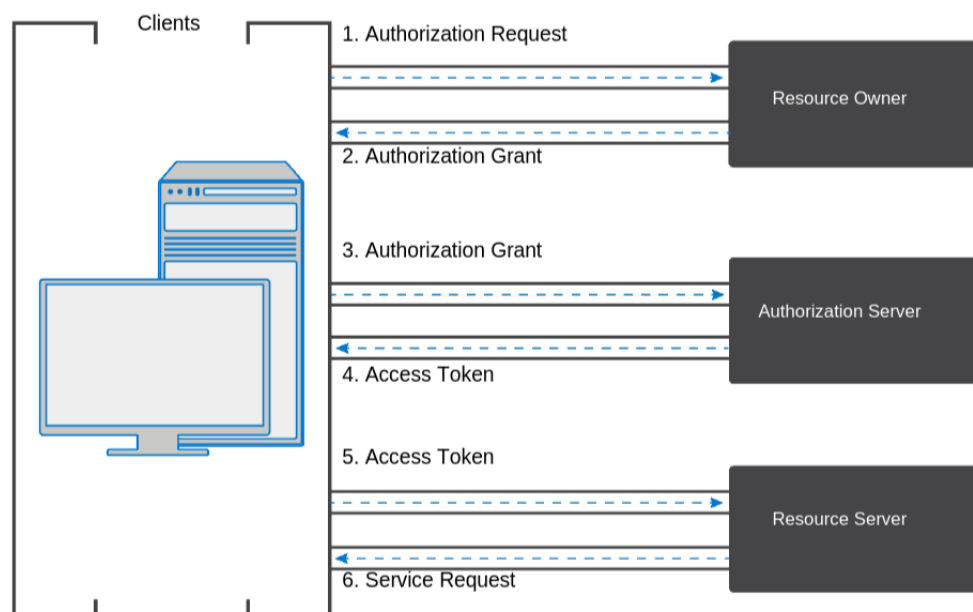 Clients
1. Authorization Request
Resource Owner
2. Authorization Grant
3. Authorization Grant
Authorization Server
4. Access Token
5. Access Token
Resource Server
6. Service Request